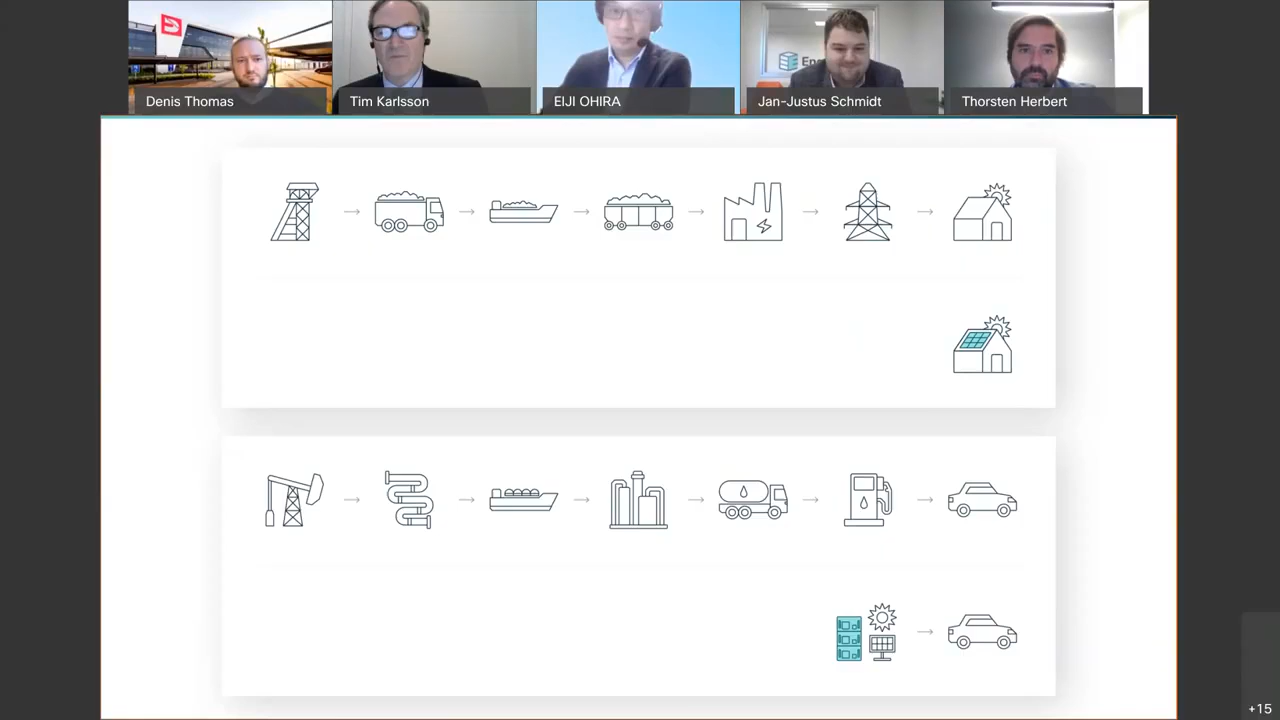 Denis Thomas
Tim Karlsson
EIJI OHIRA
Jan-Justus Schmidt
Thorsten Herbert
+15